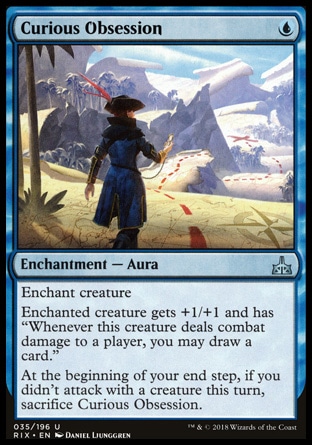 Curious Obsession
Enchantment — Aura
Enchant creature
Enchanted creature gets +1/+1 and has
“Whenever this creature deals combat
damage to a player, you may draw a
card.”
At the beginning of your end step, if you
didn't attack with a creature this turn,
sacrifice Curious Obsession.
035/196 U
RIX • EN Daniel Ljunggren
™ & © 2018 Wizards of the Coast